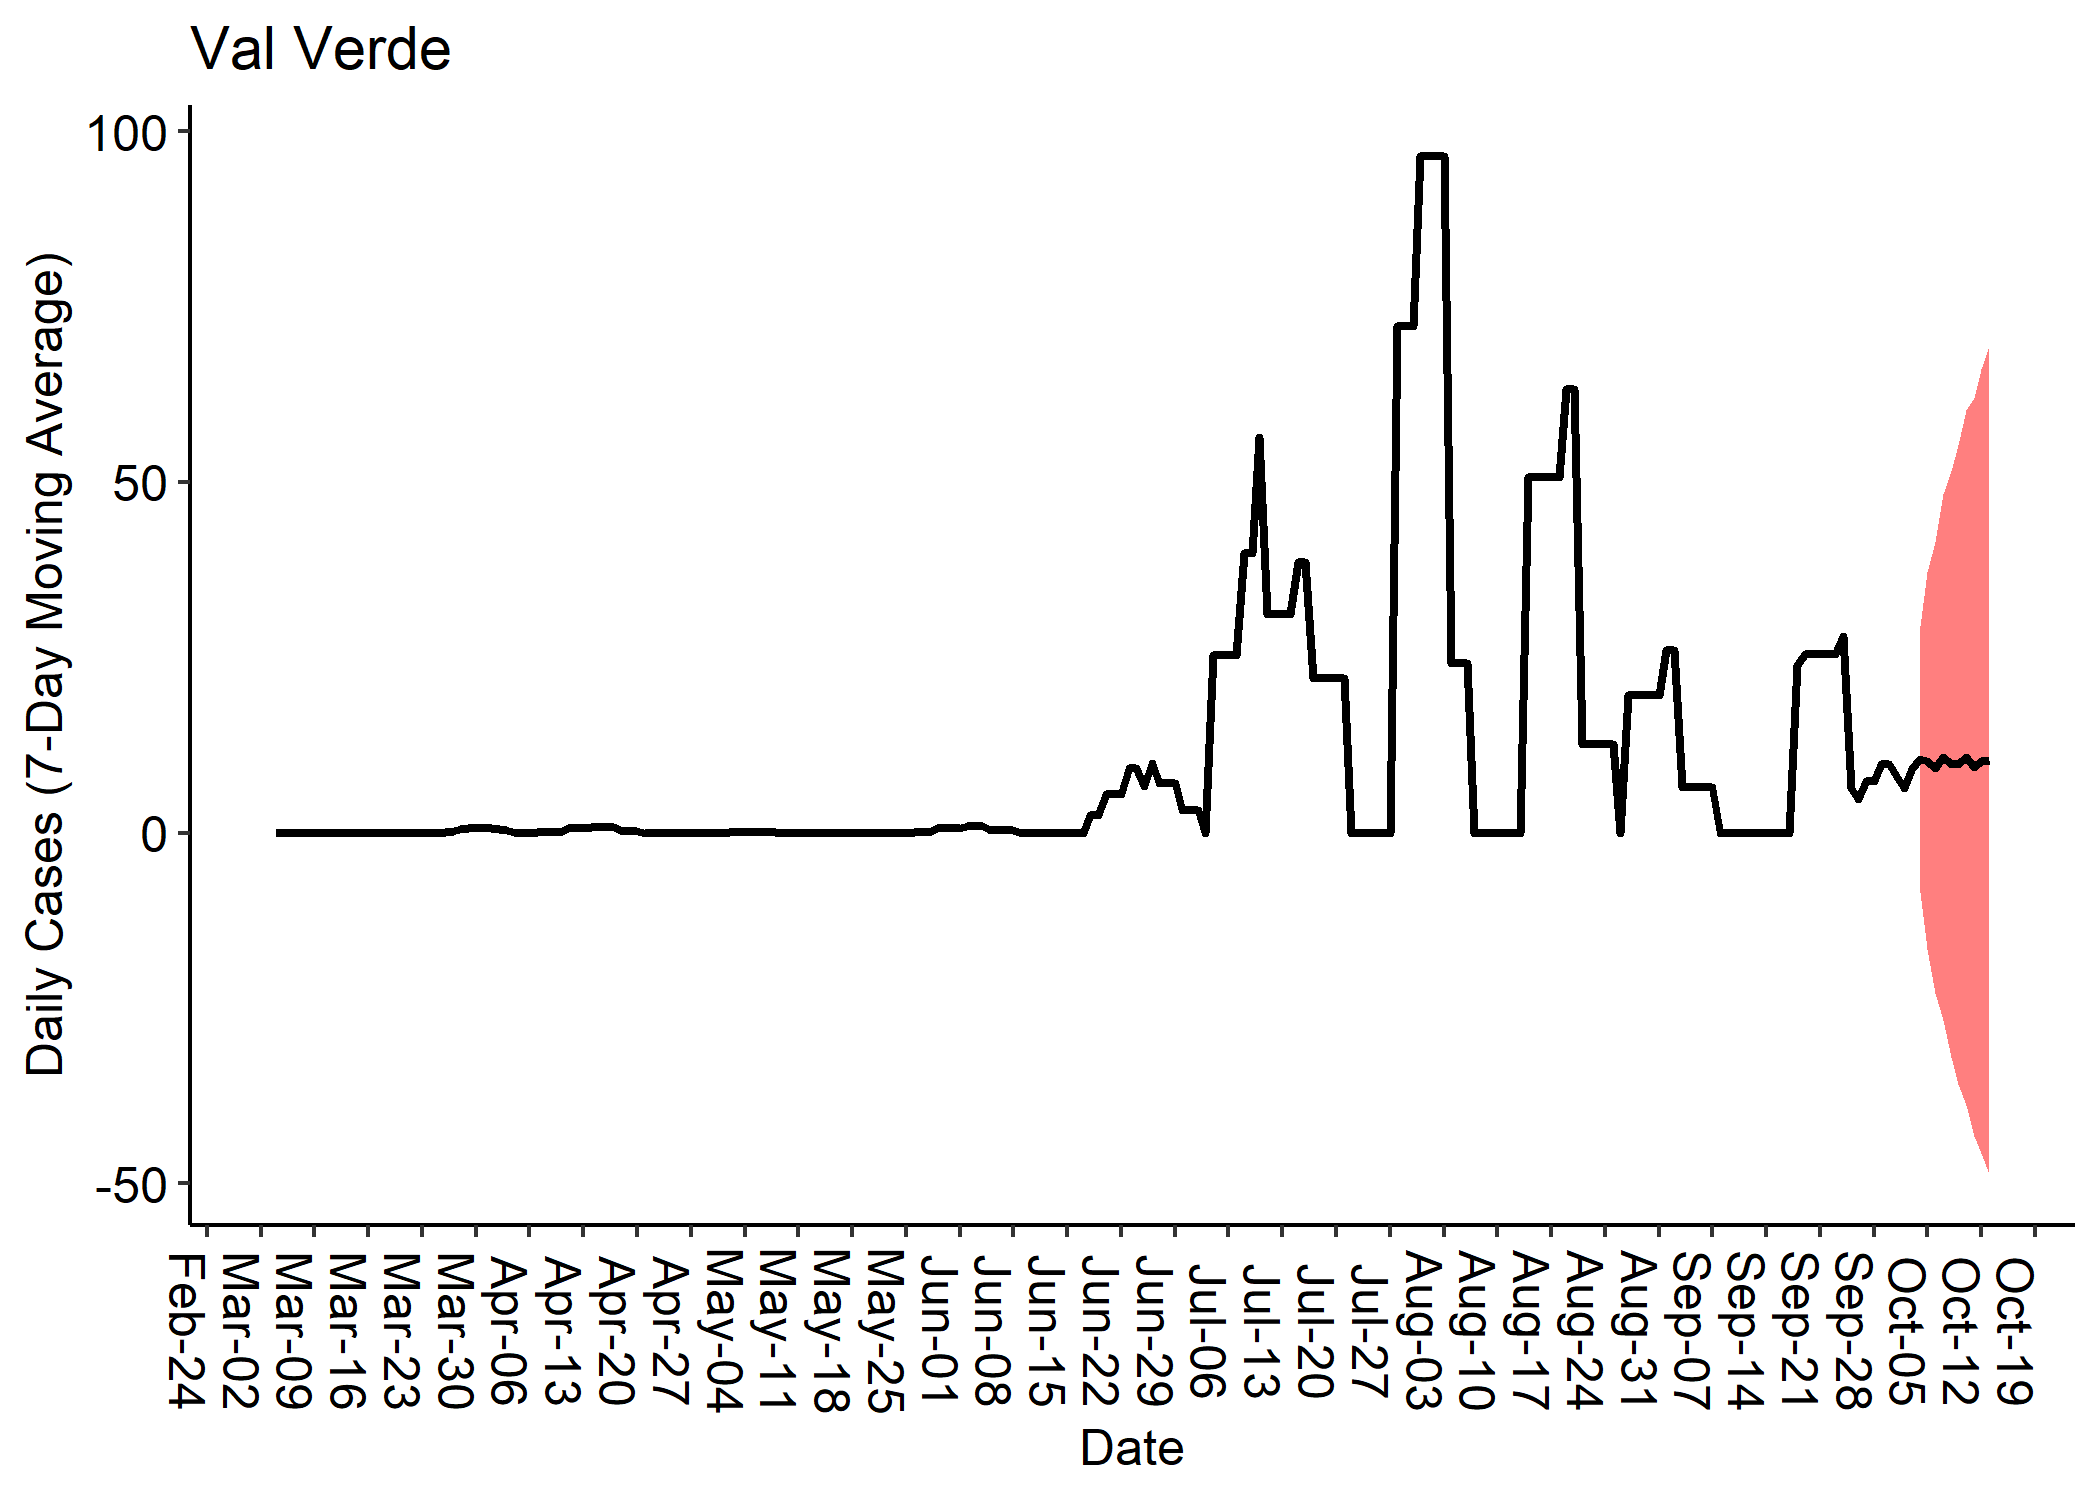 Val Verde
Daily Cases (7-Day Moving Average)
100
50
0
-50
Feb-24
Mar-02
Mar-09
Mar-16
Mar-23
Mar-30
Apr-06
Apr-13
Apr-20
Apr-27
May-04
May-11
May-18
May-25
Jun-01
Jun-08
Jun-15
Jun-22
Jun-29
Jul-06
Jul-13
Jul-20
Jul-27
Aug-03
Aug-10
Aug-17
Aug-24
Aug-31
Sep-07
Sep-14
Sep-21
Sep-28
Oct-05
Oct-12
Oct-19
Date